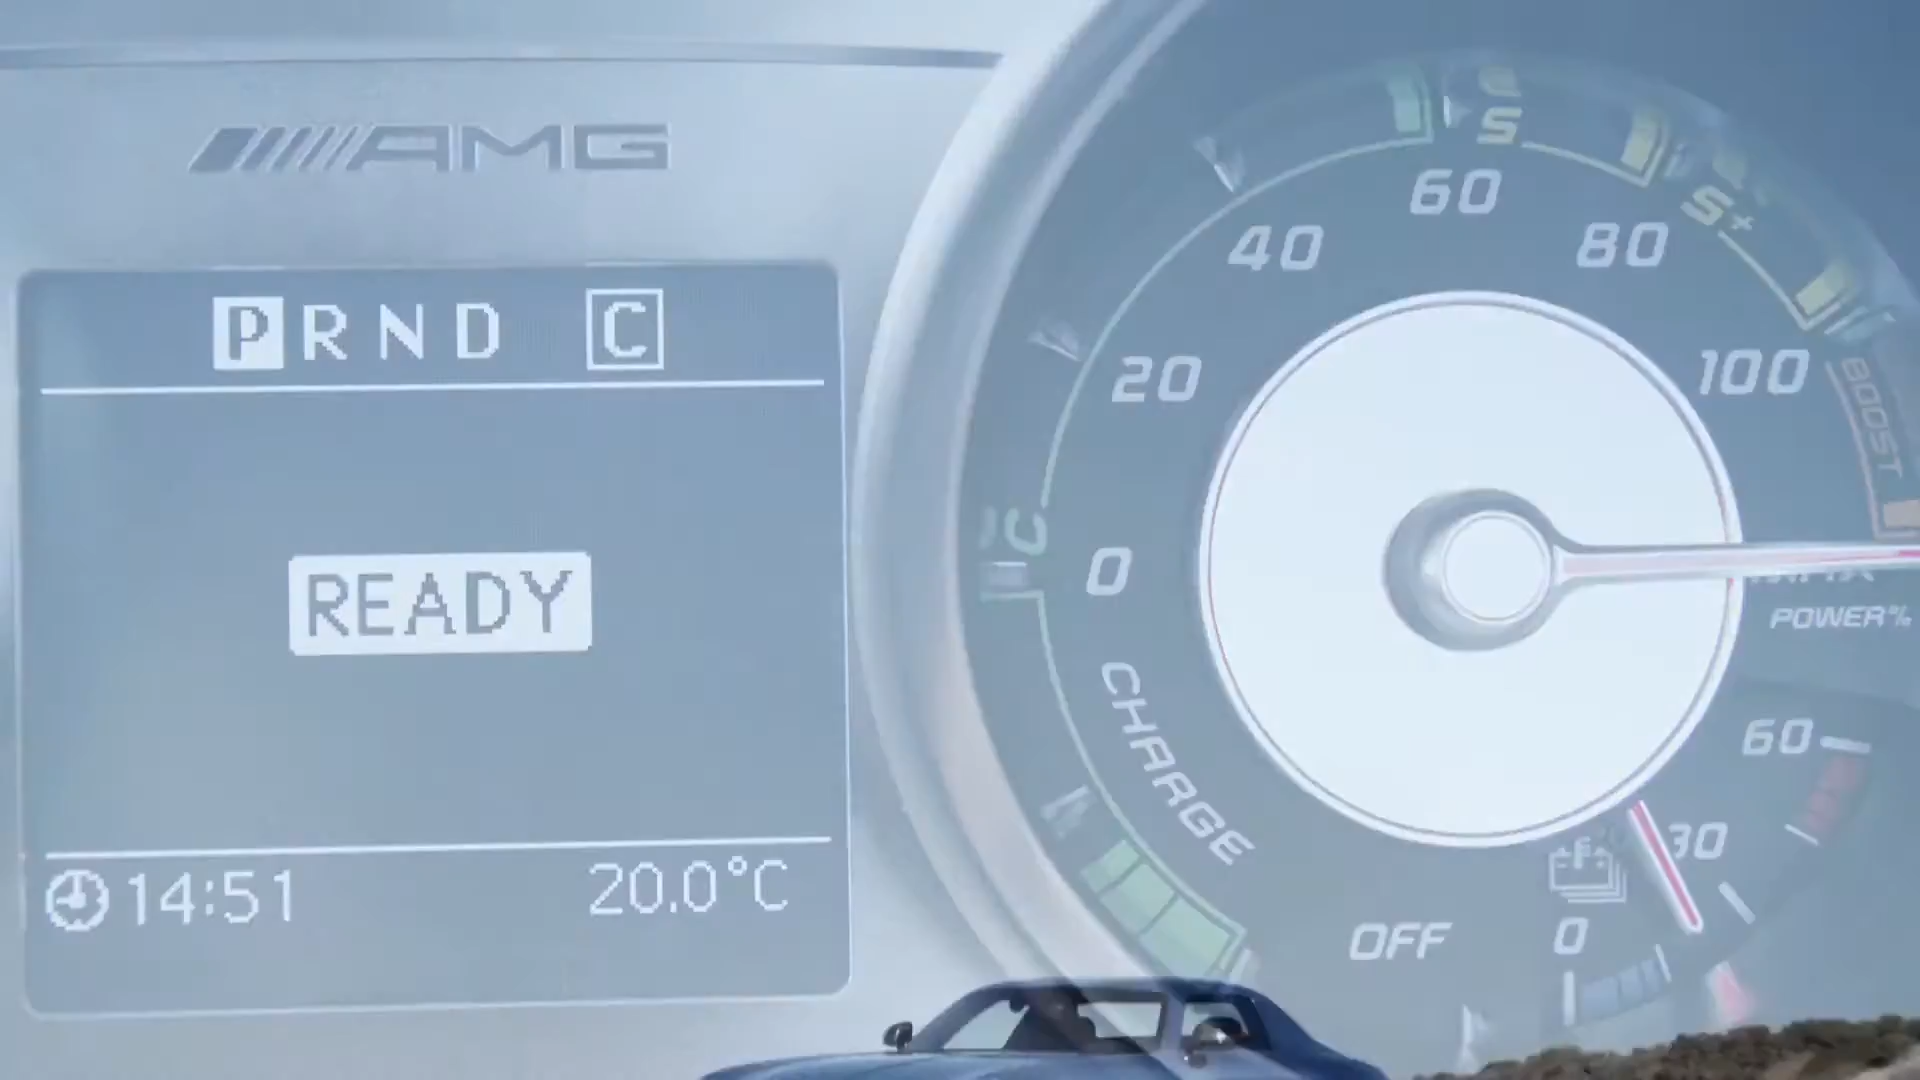 AMG
P R N D C
READY
14:51 20.0°C
S
S+
60
40
80
20
100
BOOST
C
0
POWER%
CHARGE
60
30
F
OFF
0